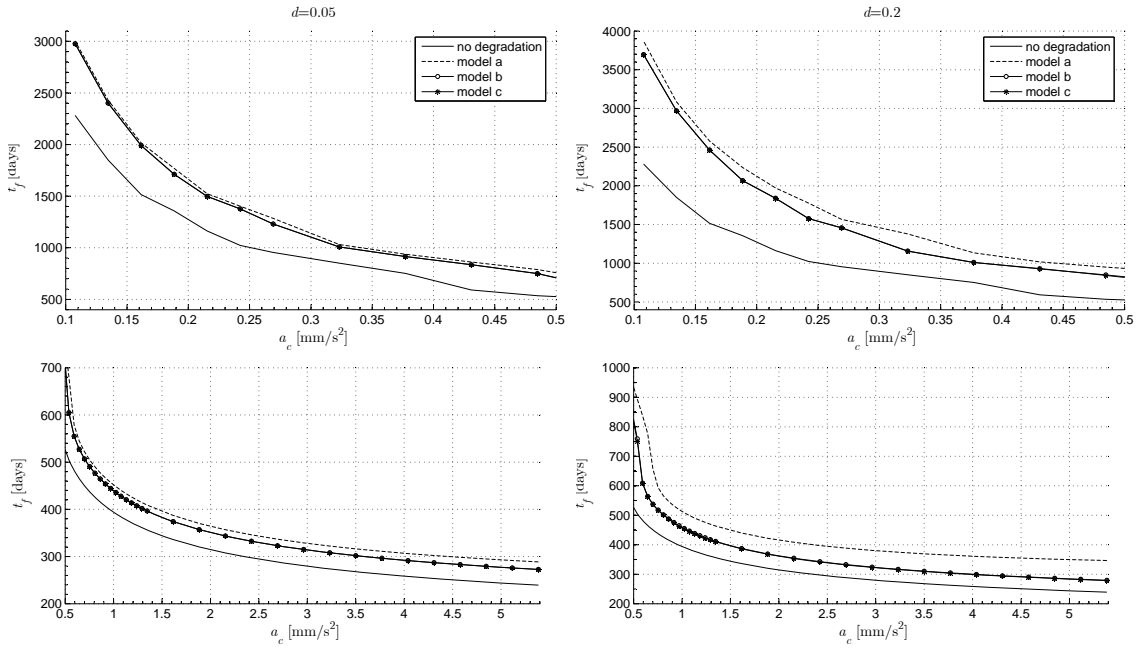 d=0.05
3000
2500
2000
1500
1000
500
t_f [days]
0.1 0.15 0.2 0.25 0.3 0.35 0.4 0.45 0.5
a_c [mm/s²]
no degradation
model a
model b
model c
d=0.2
4000
3500
3000
2500
2000
1500
1000
500
t_f [days]
0.1 0.15 0.2 0.25 0.3 0.35 0.4 0.45 0.5
a_c [mm/s²]
no degradation
model a
model b
model c
700
600
500
400
300
200
t_f [days]
0.5 1 1.5 2 2.5 3 3.5 4 4.5 5
a_c [mm/s²]
1000
900
800
700
600
500
400
300
200
t_f [days]
0.5 1 1.5 2 2.5 3 3.5 4 4.5 5
a_c [mm/s²]